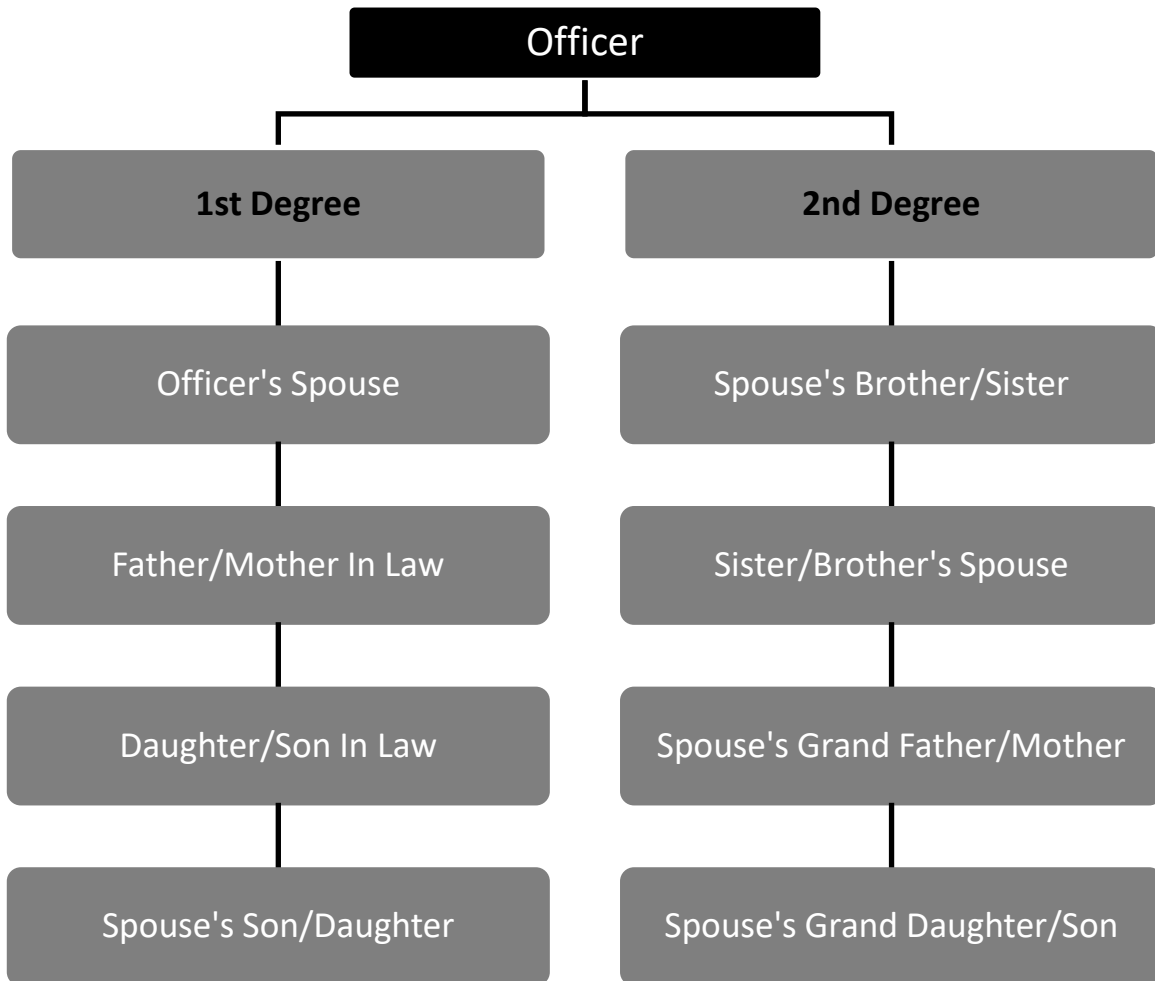 Officer
1st Degree
2nd Degree
Officer's Spouse
Spouse's Brother/Sister
Father/Mother In Law
Sister/Brother's Spouse
Daughter/Son In Law
Spouse's Grand Father/Mother
Spouse's Son/Daughter
Spouse's Grand Daughter/Son